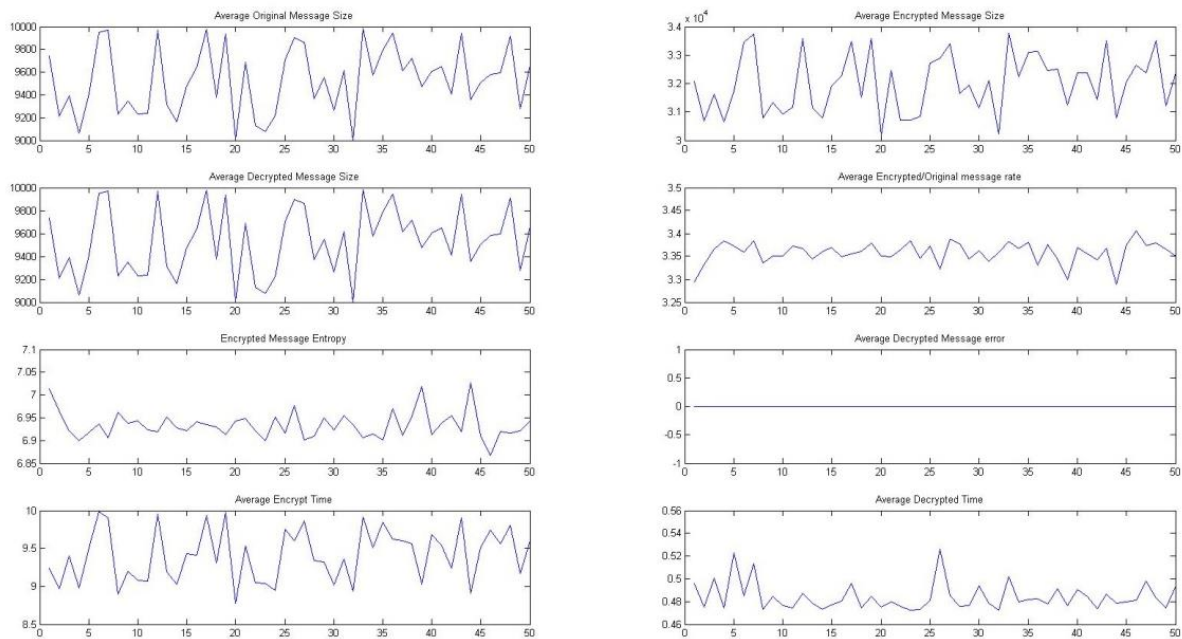 Average Original Message Size
10000
9800
9600
9400
9200
9000
0 5 10 15 20 25 30 35 40 45 50
Average Encrypted Message Size
x 10^4
3.4
3.3
3.2
3.1
3
0 5 10 15 20 25 30 35 40 45 50
Average Decrypted Message Size
10000
9800
9600
9400
9200
9000
0 5 10 15 20 25 30 35 40 45 50
Average Encrypted/Original message rate
3.5
3.45
3.4
3.35
3.3
3.25
0 5 10 15 20 25 30 35 40 45 50
Encrypted Message Entropy
7.1
7.05
7
6.95
6.9
6.85
0 5 10 15 20 25 30 35 40 45 50
Average Decrypted Message error
1
0.5
0
-0.5
-1
0 5 10 15 20 25 30 35 40 45 50
Average Encrypt Time
10
9.5
9
8.5
0 5 10 15 20 25 30 35 40 45 50
Average Decrypted Time
0.56
0.54
0.52
0.5
0.48
0.46
0 5 10 15 20 25 30 35 40 45 50